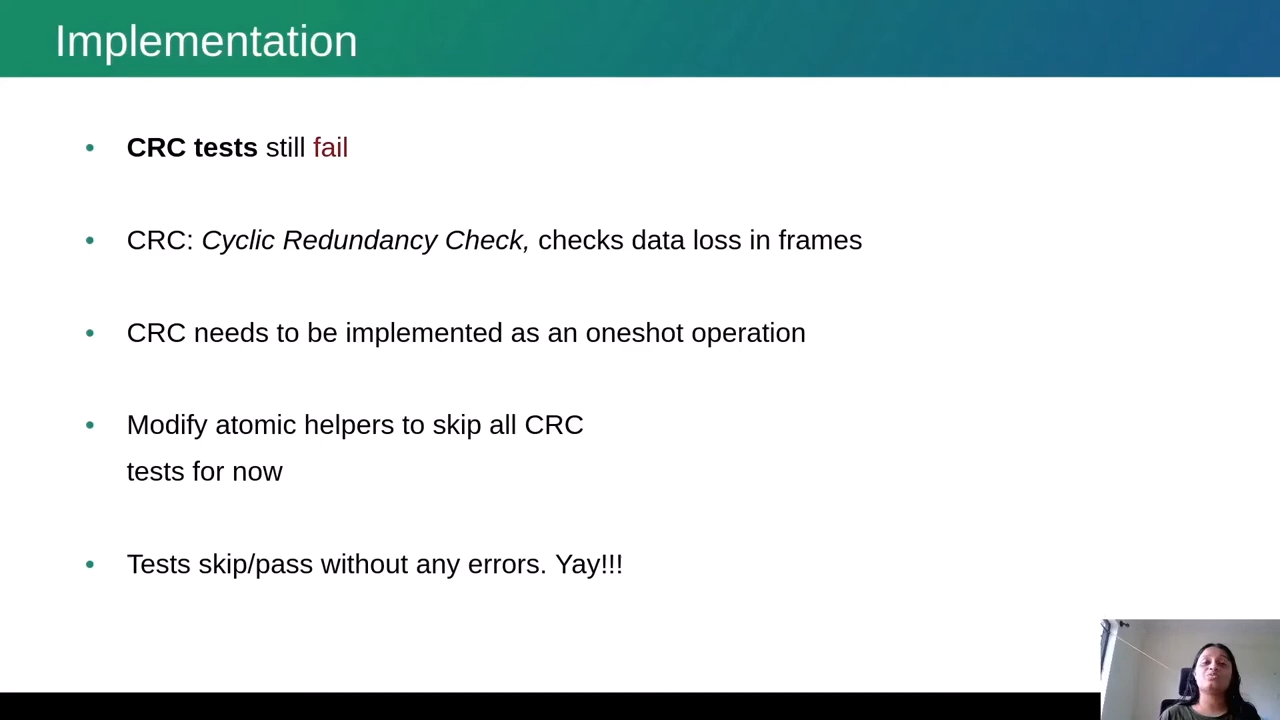 Implementation
• CRC tests still fail
• CRC: Cyclic Redundancy Check, checks data loss in frames
• CRC needs to be implemented as an oneshot operation
• Modify atomic helpers to skip all CRC
tests for now
• Tests skip/pass without any errors. Yay!!!